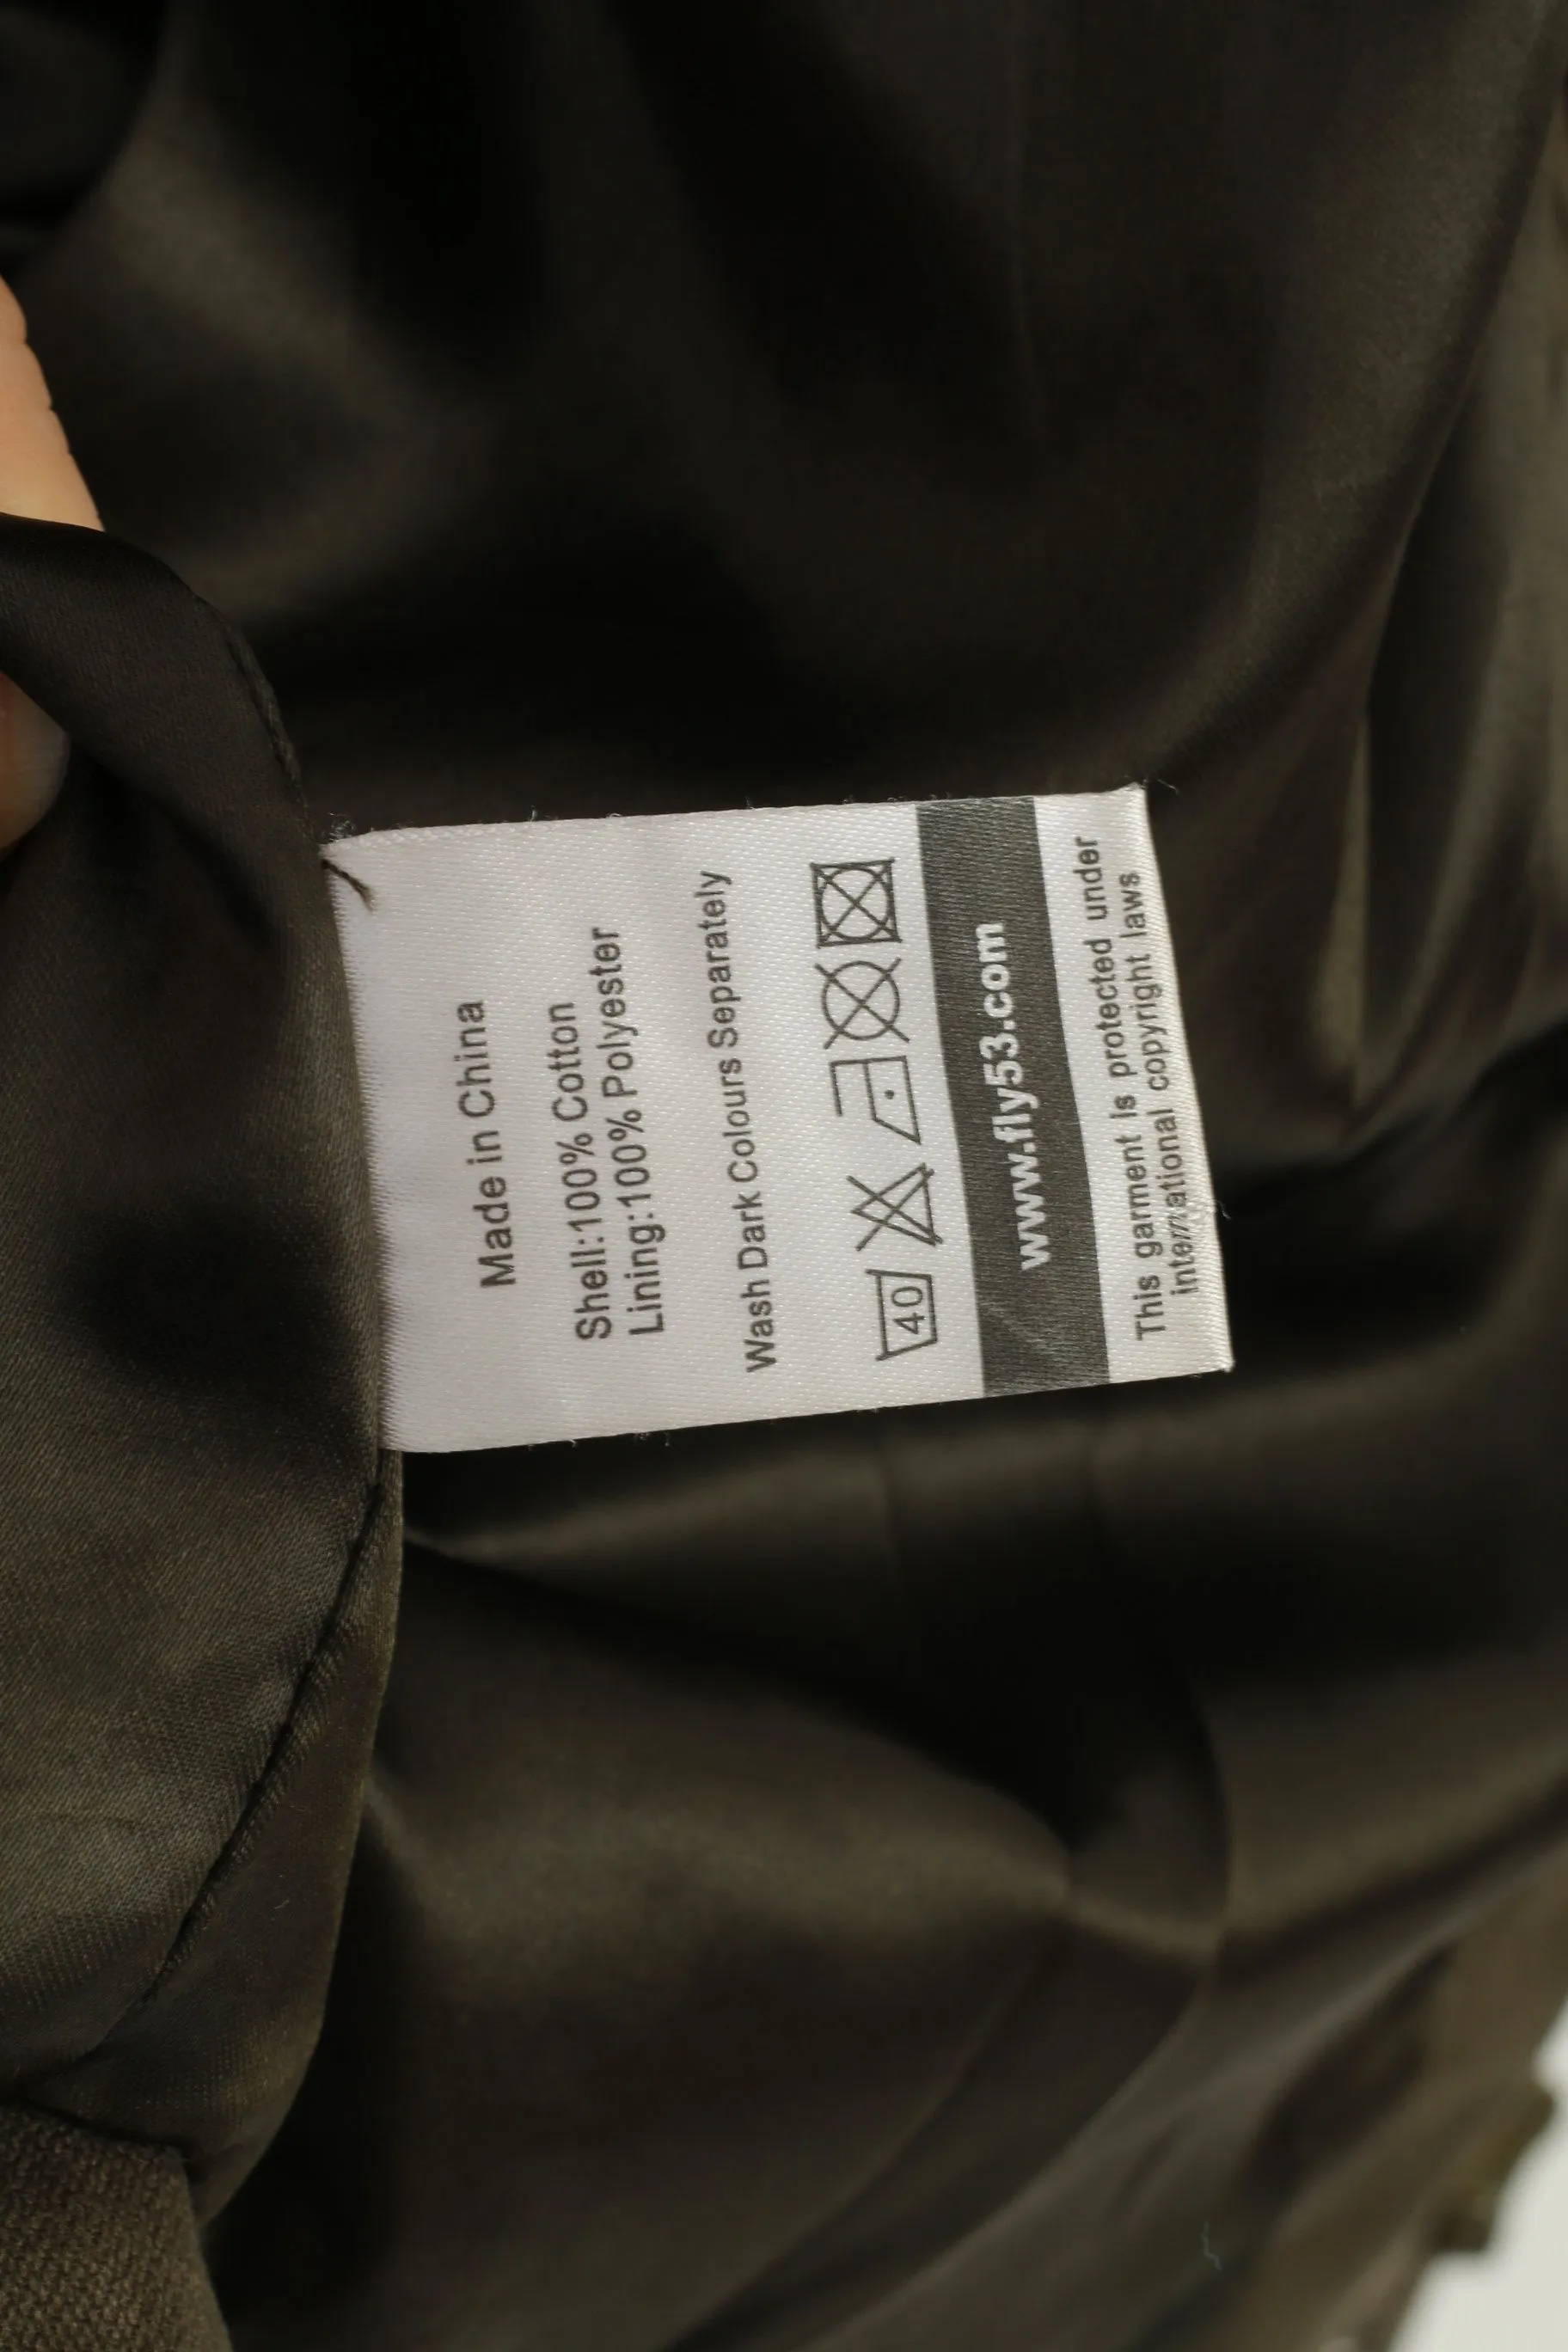 Made in China
Shell:100% Cotton
Lining:100% Polyester
Wash Dark Colours Separately
40
www.fly53.com
This garment is protected under
international copyright laws